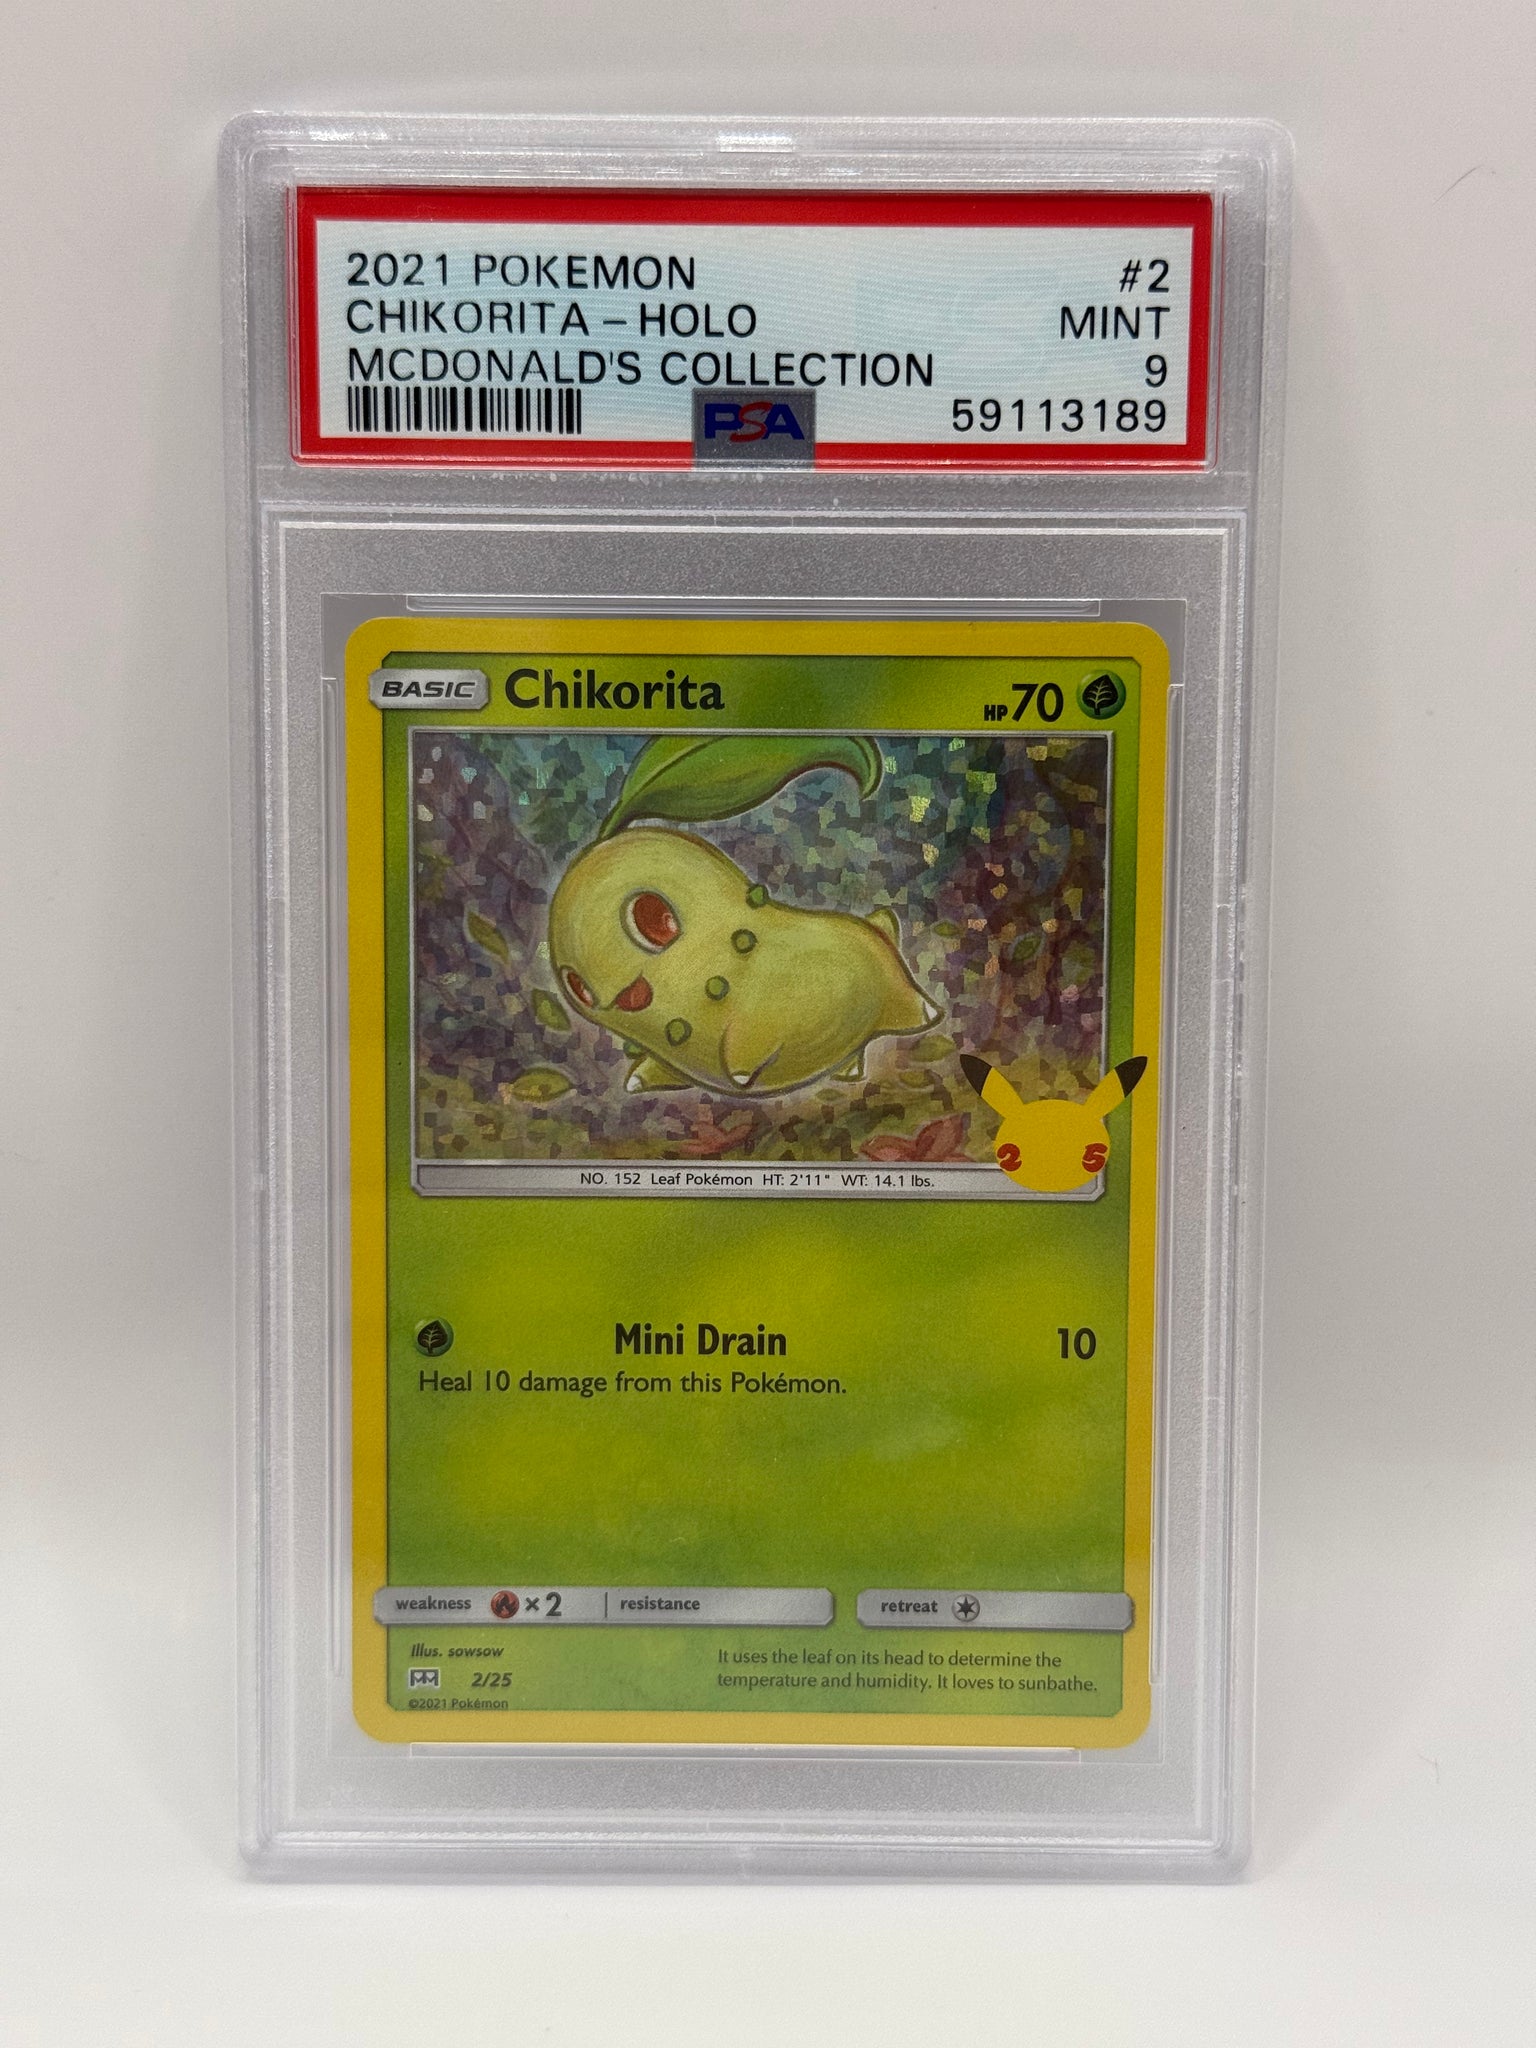 2021 POKEMON #2
CHIKORITA - HOLO MINT
MCDONALD'S COLLECTION 9
PSA 59113189
BASIC Chikorita HP 70
25
NO. 152 Leaf Pokémon HT: 2'11" WT: 14.1 lbs.
Mini Drain 10
Heal 10 damage from this Pokémon.
weakness × 2 resistance retreat
Illus. sowsow
It uses the leaf on its head to determine the
2/25 temperature and humidity. It loves to sunbathe.
©2021 Pokémon